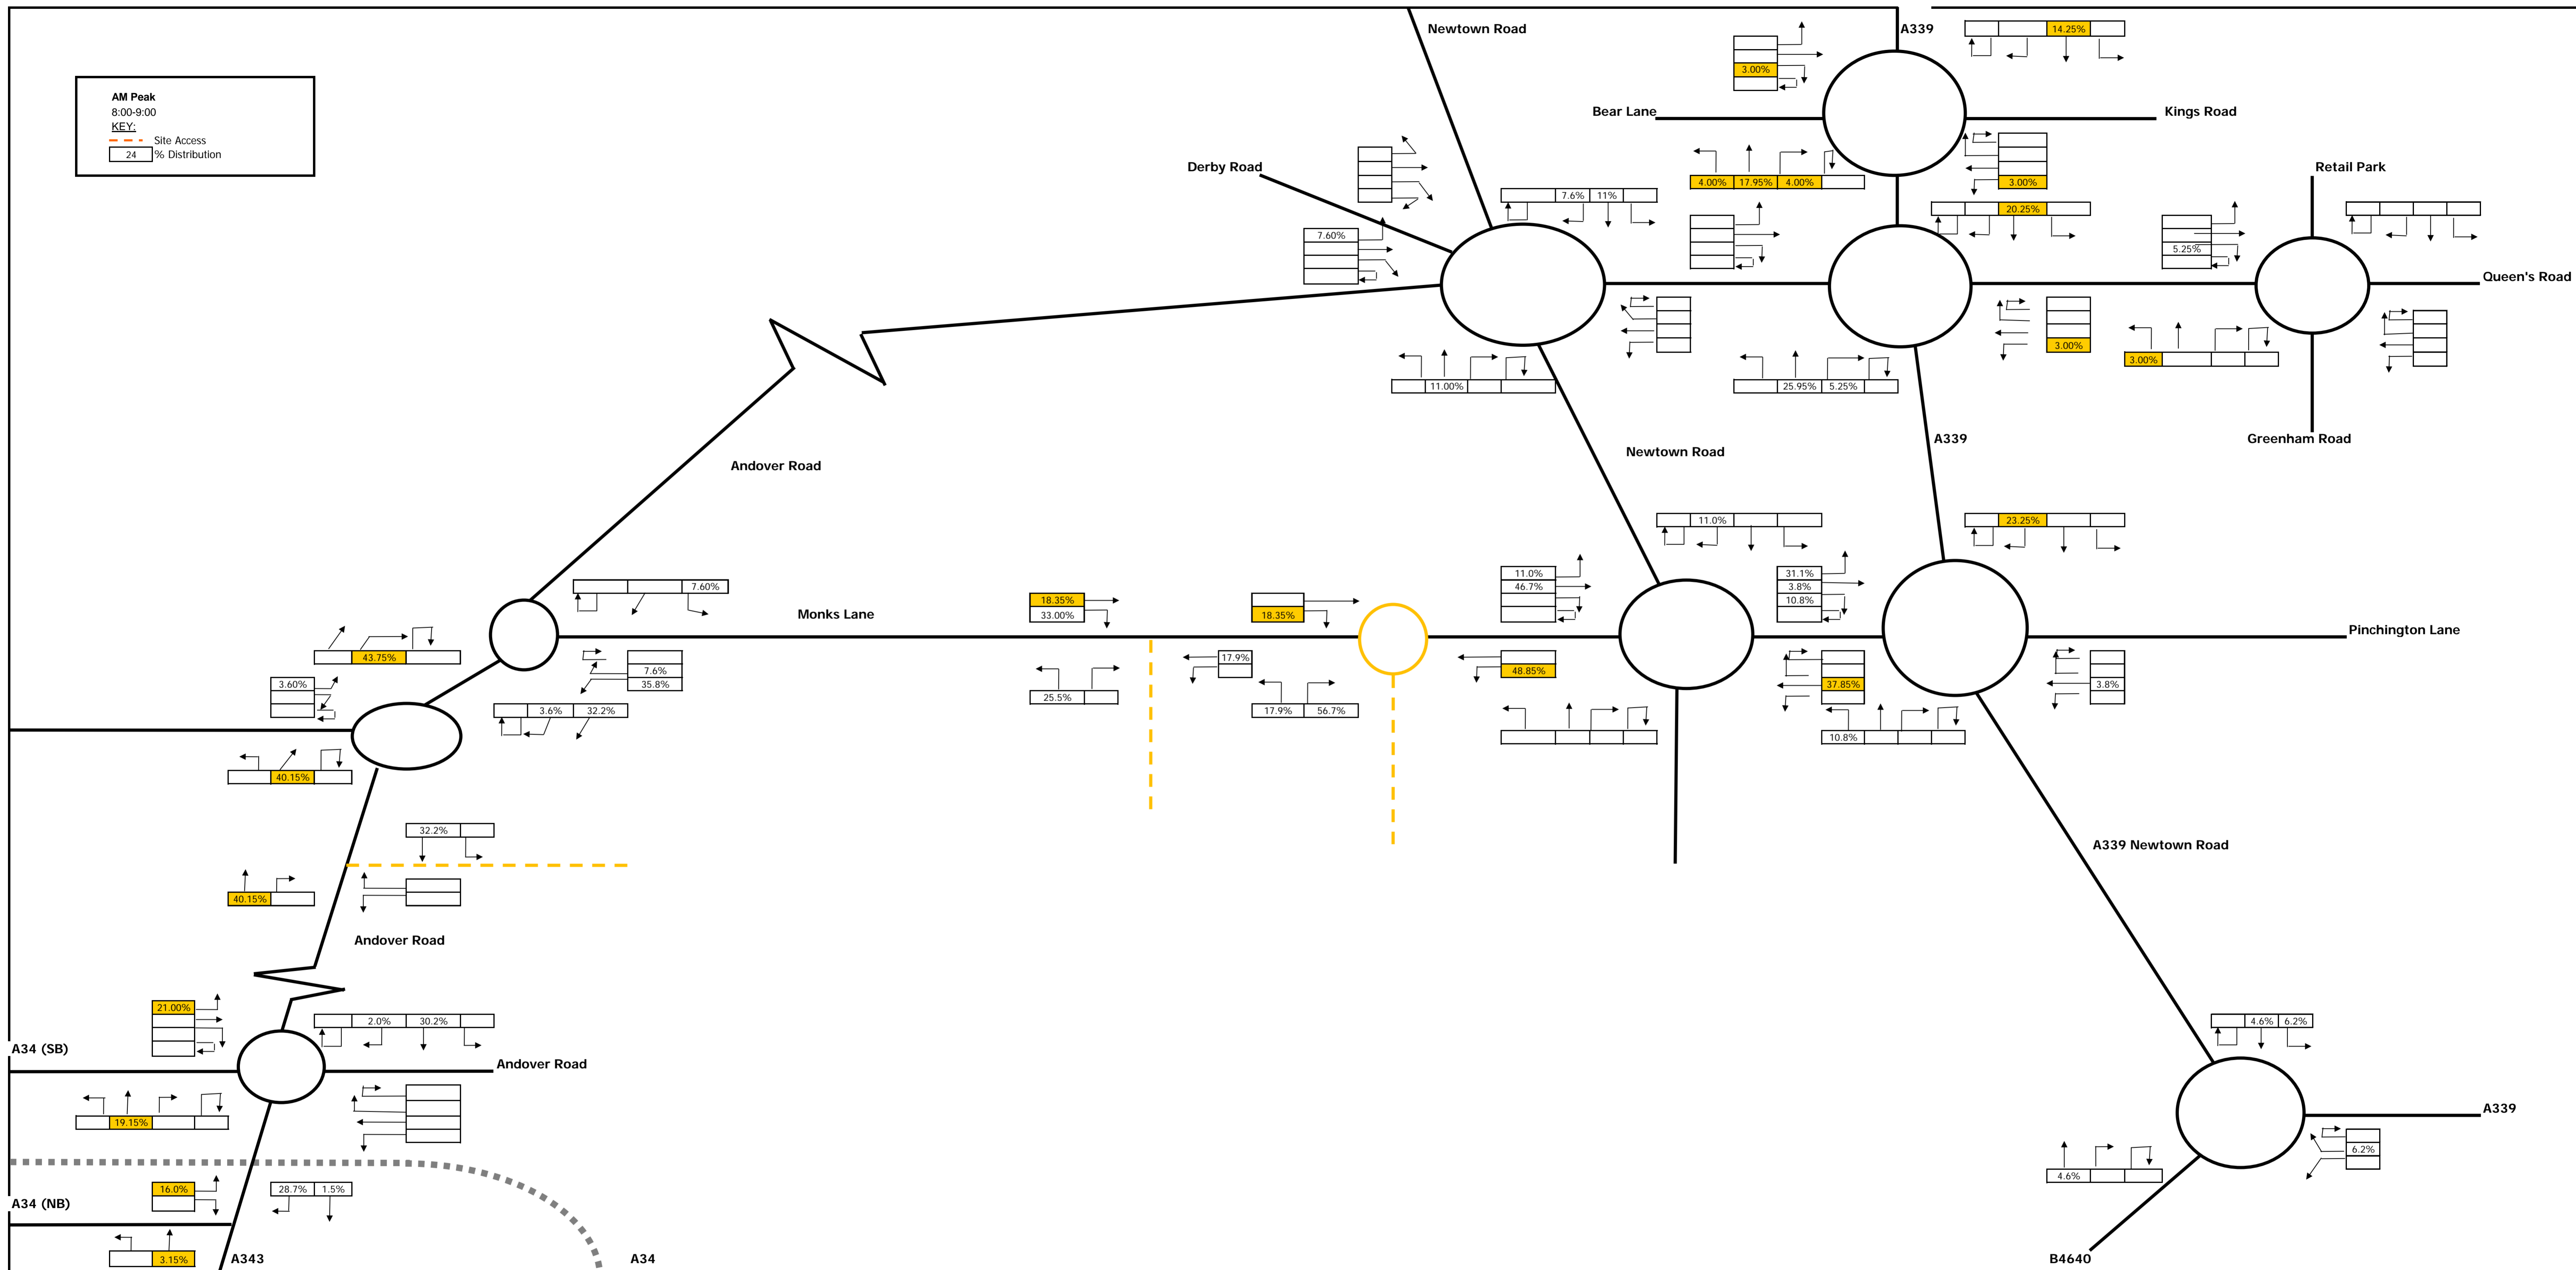 Newtown Road
A339
14.25%
3.00%
AM Peak
8:00-9:00
KEY:
Site Access
24 % Distribution
Bear Lane
Kings Road
Derby Road
Retail Park
4.00% 17.95% 4.00%
3.00%
7.6% 11%
20.25%
7.60%
5.25%
Queen's Road
3.00%
3.00%
11.00%
25.95% 5.25%
A339
Greenham Road
Newtown Road
Andover Road
11.0%
23.25%
11.0%
46.7%
31.1%
3.8%
10.8%
7.60%
18.35%
33.00%
18.35%
Monks Lane
Pinchington Lane
43.75%
7.6%
35.8%
17.9%
48.85%
37.85%
3.8%
3.60%
25.5%
17.9% 56.7%
3.6% 32.2%
10.8%
40.15%
32.2%
A339 Newtown Road
40.15%
Andover Road
21.00%
2.0% 30.2%
4.6% 6.2%
A34 (SB)
Andover Road
19.15%
A339
6.2%
4.6%
16.0%
28.7% 1.5%
A34 (NB)
3.15%
A343
A34
B4640